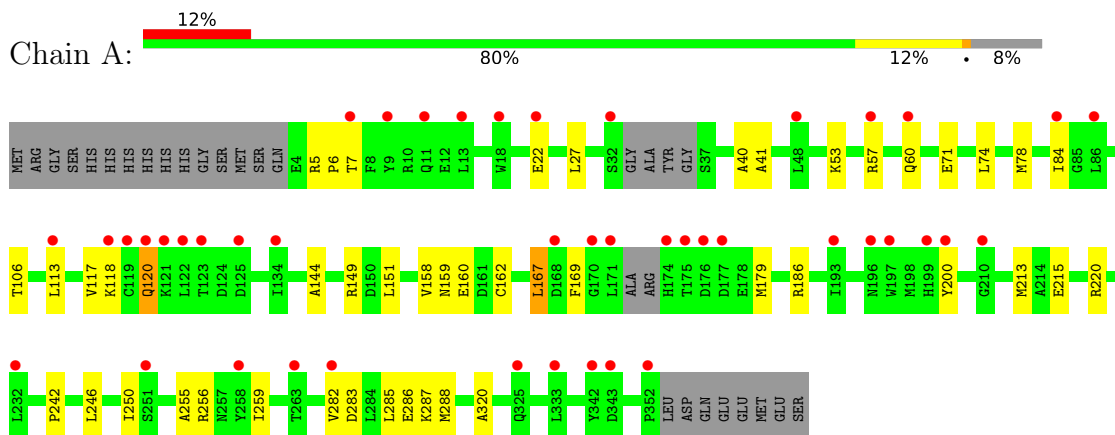 12%
Chain A:
80% 12% • 8%
MET ARG GLY SER HIS HIS HIS HIS HIS HIS GLY SER MET SER GLN E4 R5 P6 T7 F8 Y9 R10 Q11 E12 L13 W18 E22 L27 S32 GLY ALA TYR GLY S37 A40 A41 L48 K53 R57 Q60 E71 L74 M78 I84 G85 L86
T106 L113 V117 K118 C119 Q120 K121 L122 T123 D124 D125 I134 A144 R149 D150 L151 V158 N159 E160 D161 C162 L167 D168 F169 G170 L171 ALA ARG H174 T175 D176 D177 E178 M179 R186 I193 N196 W197 M198 H199 Y200 G210 M213 A214 E215 R220
L232 P242 L246 I250 S251 A255 R256 N257 Y258 I259 T263 V282 D283 L284 L285 E286 K287 M288 A320 Q325 L333 Y342 D343 P352 LEU ASP GLN GLU GLU MET GLU SER